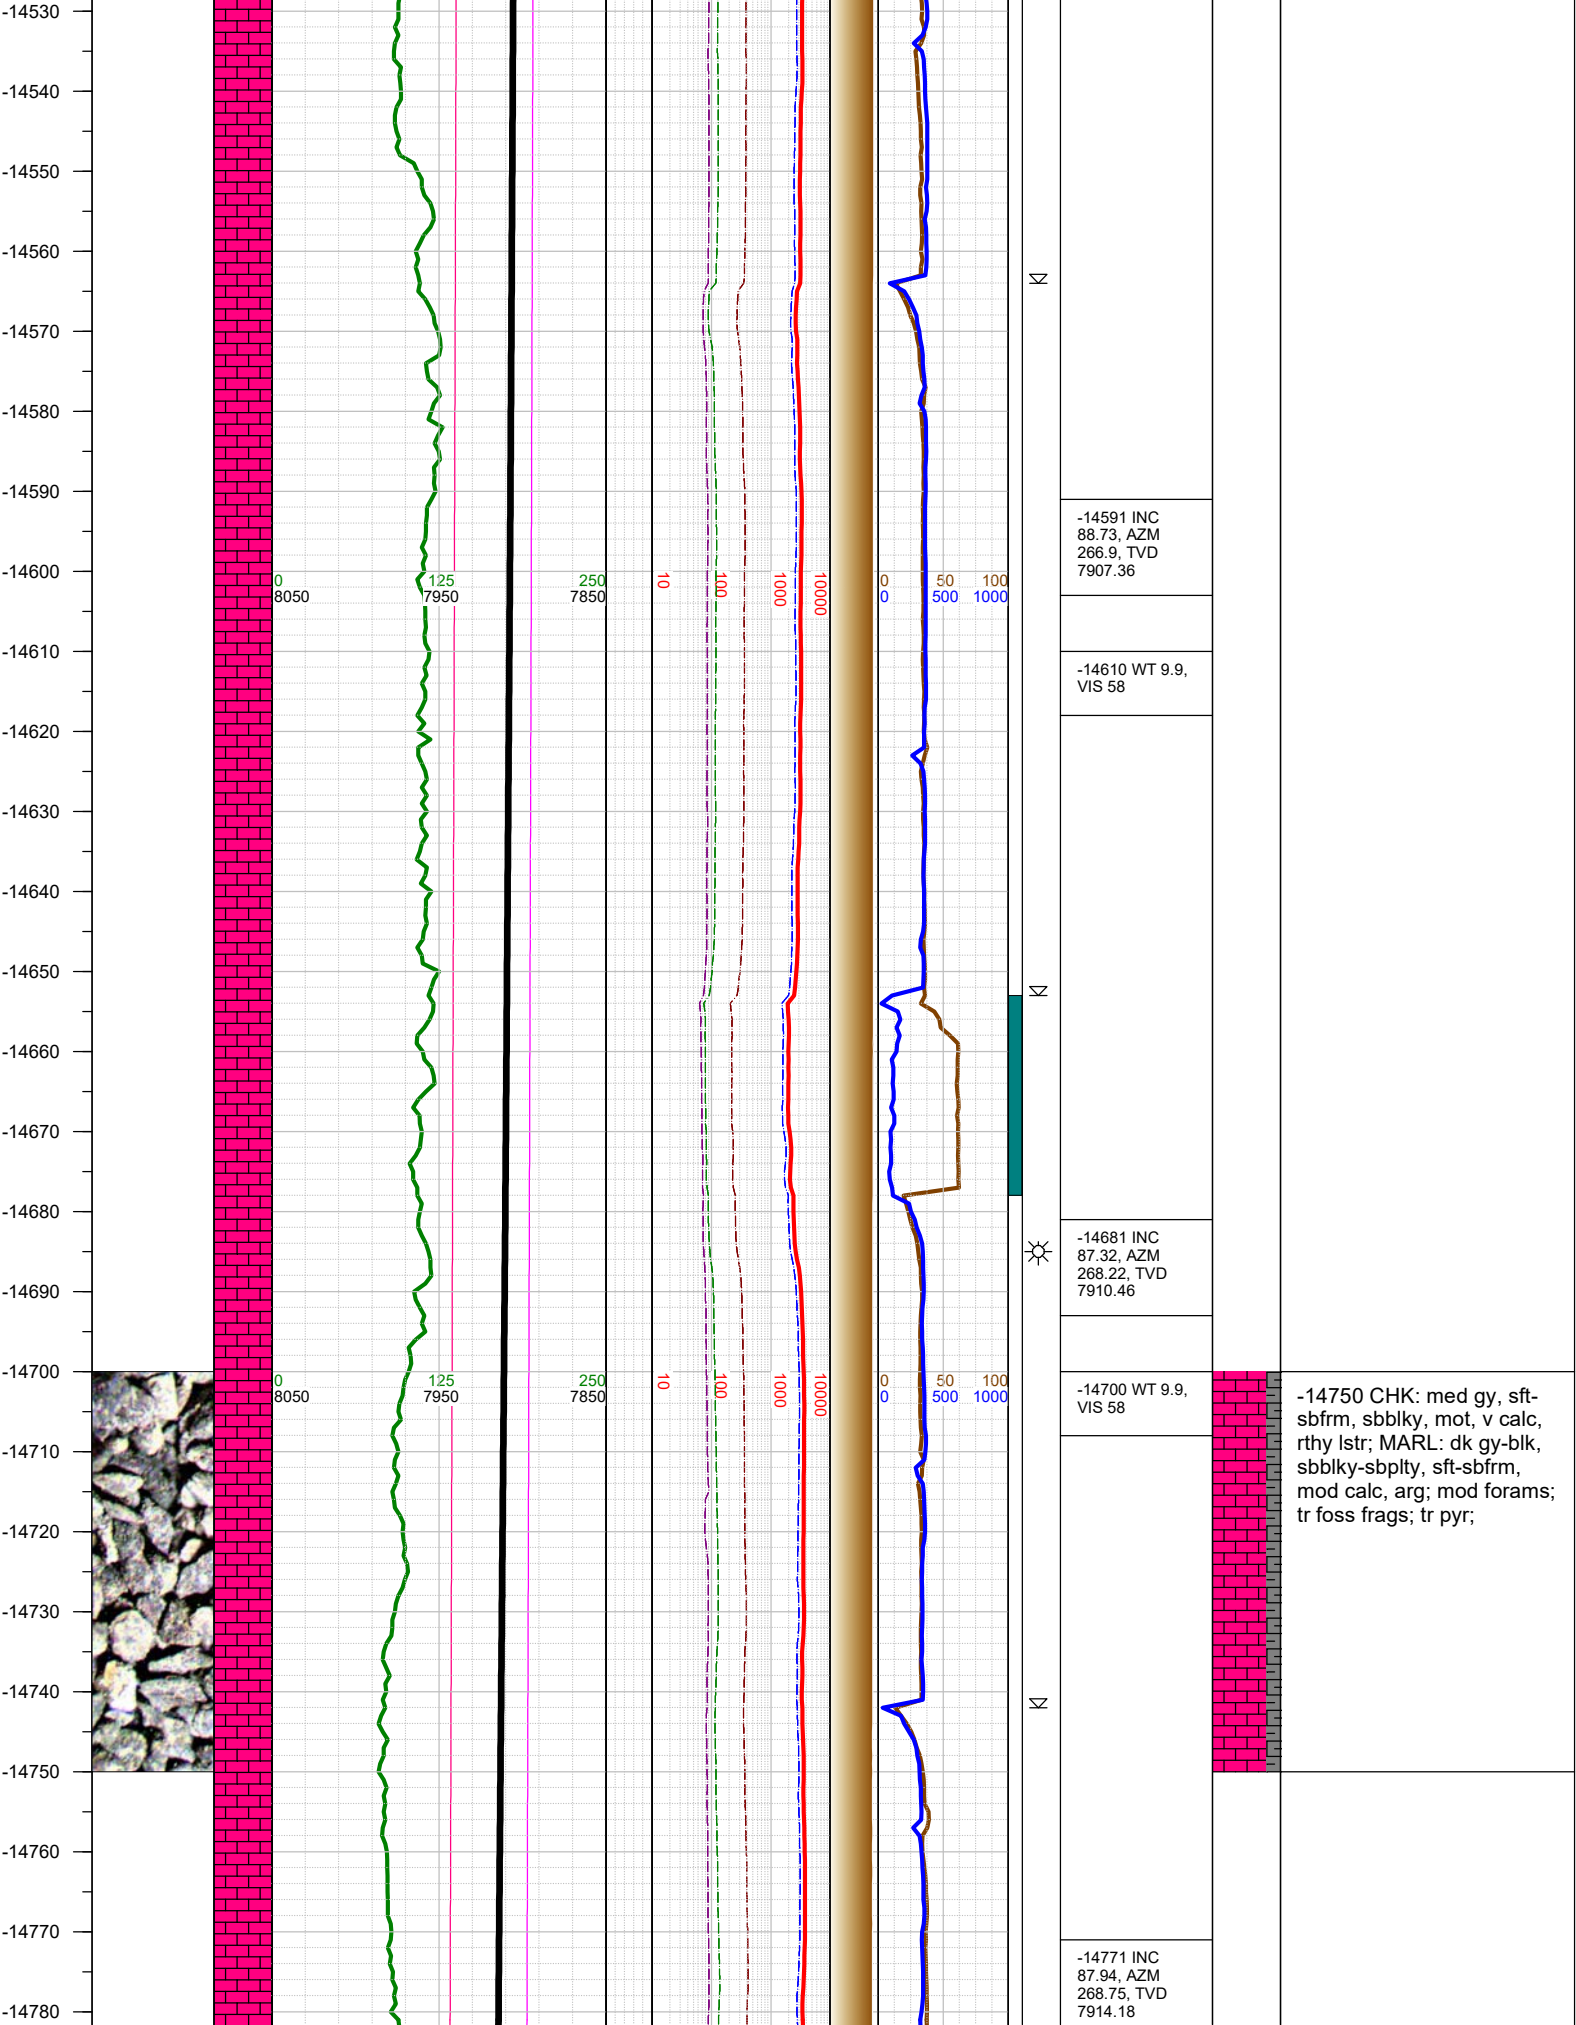 -14530
-14540
-14550
-14560
-14570
-14580
-14590
-14591 INC
88.73, AZM
266.9, TVD
7907.36
-14600
0 125 250
8050 7950 7850
10 100 1000 10000
0 50 100
0 500 1000
-14610
-14610 WT 9.9,
VIS 58
-14620
-14630
-14640
-14650
-14660
-14670
-14680
-14681 INC
87.32, AZM
268.22, TVD
7910.46
-14690
-14700
0 125 250
8050 7950 7850
10 100 1000 10000
0 50 100
0 500 1000
-14700 WT 9.9,
VIS 58
-14750 CHK: med gy, sft-
sbfrm, sbblky, mot, v calc,
rthy lstr; MARL: dk gy-blk,
sbblky-sbplty, sft-sbfrm,
mod calc, arg; mod forams;
tr foss frags; tr pyr;
-14710
-14720
-14730
-14740
-14750
-14760
-14770
-14771 INC
87.94, AZM
268.75, TVD
7914.18
-14780